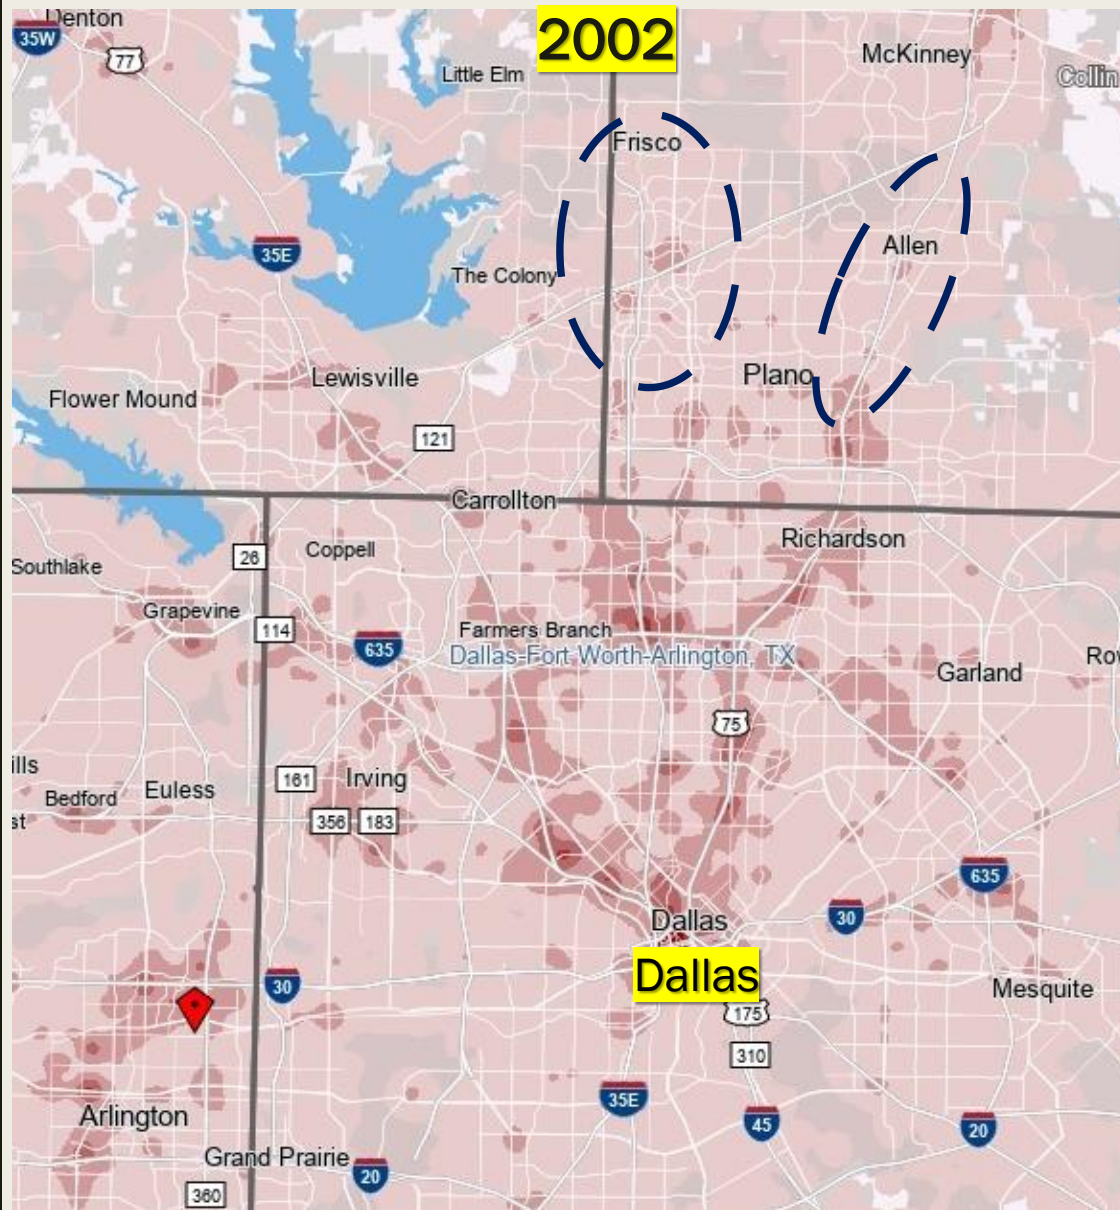 2002
Denton
35W
77
McKinney
Little Elm
Collin
Frisco
35E
Allen
The Colony
Lewisville
Plano
Flower Mound
121
Carrollton
Richardson
26
Coppell
Southlake
Grapevine
114
635
Farmers Branch
Dallas-Fort Worth-Arlington, TX
Garland
75
161
Irving
Euless
Bedford
356
183
635
30
Dallas
Dallas
30
Mesquite
175
310
35E
45
20
Arlington
Grand Prairie
20
360